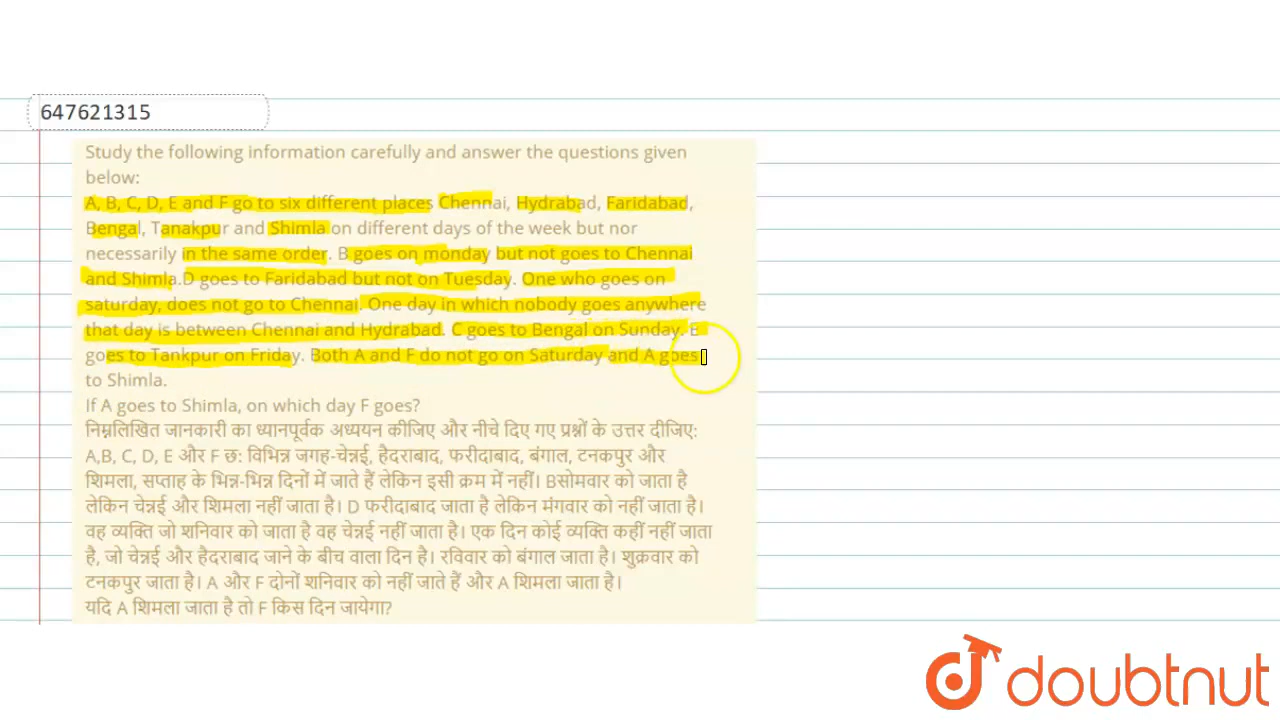 647621315
Study the following information carefully and answer the questions given
below:
A, B, C, D, E and F go to six different places Chennai, Hydrabad, Faridabad,
Bengal, Tanakpur and Shimla on different days of the week but nor
necessarily in the same order. B goes on monday but not goes to Chennai
and Shimla.D goes to Faridabad but not on Tuesday. One who goes on
saturday, does not go to Chennai. One day in which nobody goes anywhere
that day is between Chennai and Hydrabad. C goes to Bengal on Sunday. E
goes to Tankpur on Friday. Both A and F do not go on Saturday and A goes
to Shimla.
If A goes to Shimla, on which day F goes?
निम्नलिखित जानकारी का ध्यानपूर्वक अध्ययन कीजिए और नीचे दिए गए प्रश्नों के उत्तर दीजिए:
A,B, C, D, E और F छ: विभिन्न जगह-चेन्नई, हैदराबाद, फरीदाबाद, बंगाल, टनकपुर और
शिमला, सप्ताह के भिन्न-भिन्न दिनों में जाते हैं लेकिन इसी क्रम में नहीं। Bसोमवार को जाता है
लेकिन चेन्नई और शिमला नहीं जाता है। D फरीदाबाद जाता है लेकिन मंगवार को नहीं जाता है।
वह व्यक्ति जो शनिवार को जाता है वह चेन्नई नहीं जाता है। एक दिन कोई व्यक्ति कहीं नहीं जाता
है, जो चेन्नई और हैदराबाद जाने के बीच वाला दिन है। रविवार को बंगाल जाता है। शुक्रवार को
टनकपुर जाता है। A और F दोनों शनिवार को नहीं जाते हैं और A शिमला जाता है।
यदि A शिमला जाता है तो F किस दिन जायेगा?
doubtnut